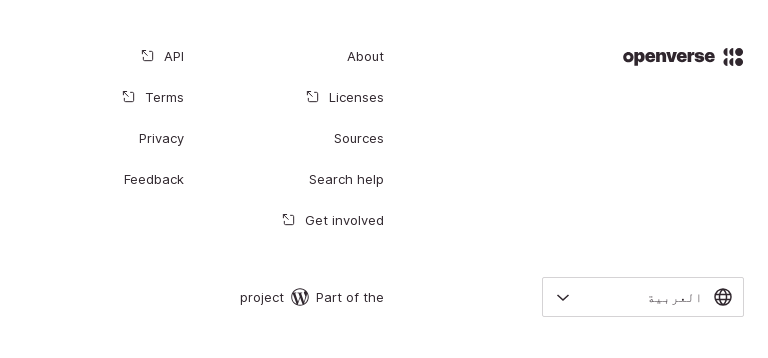 openverse
About
Licenses
Sources
Search help
Get involved
API
Terms
Privacy
Feedback
العربية
Part of the project